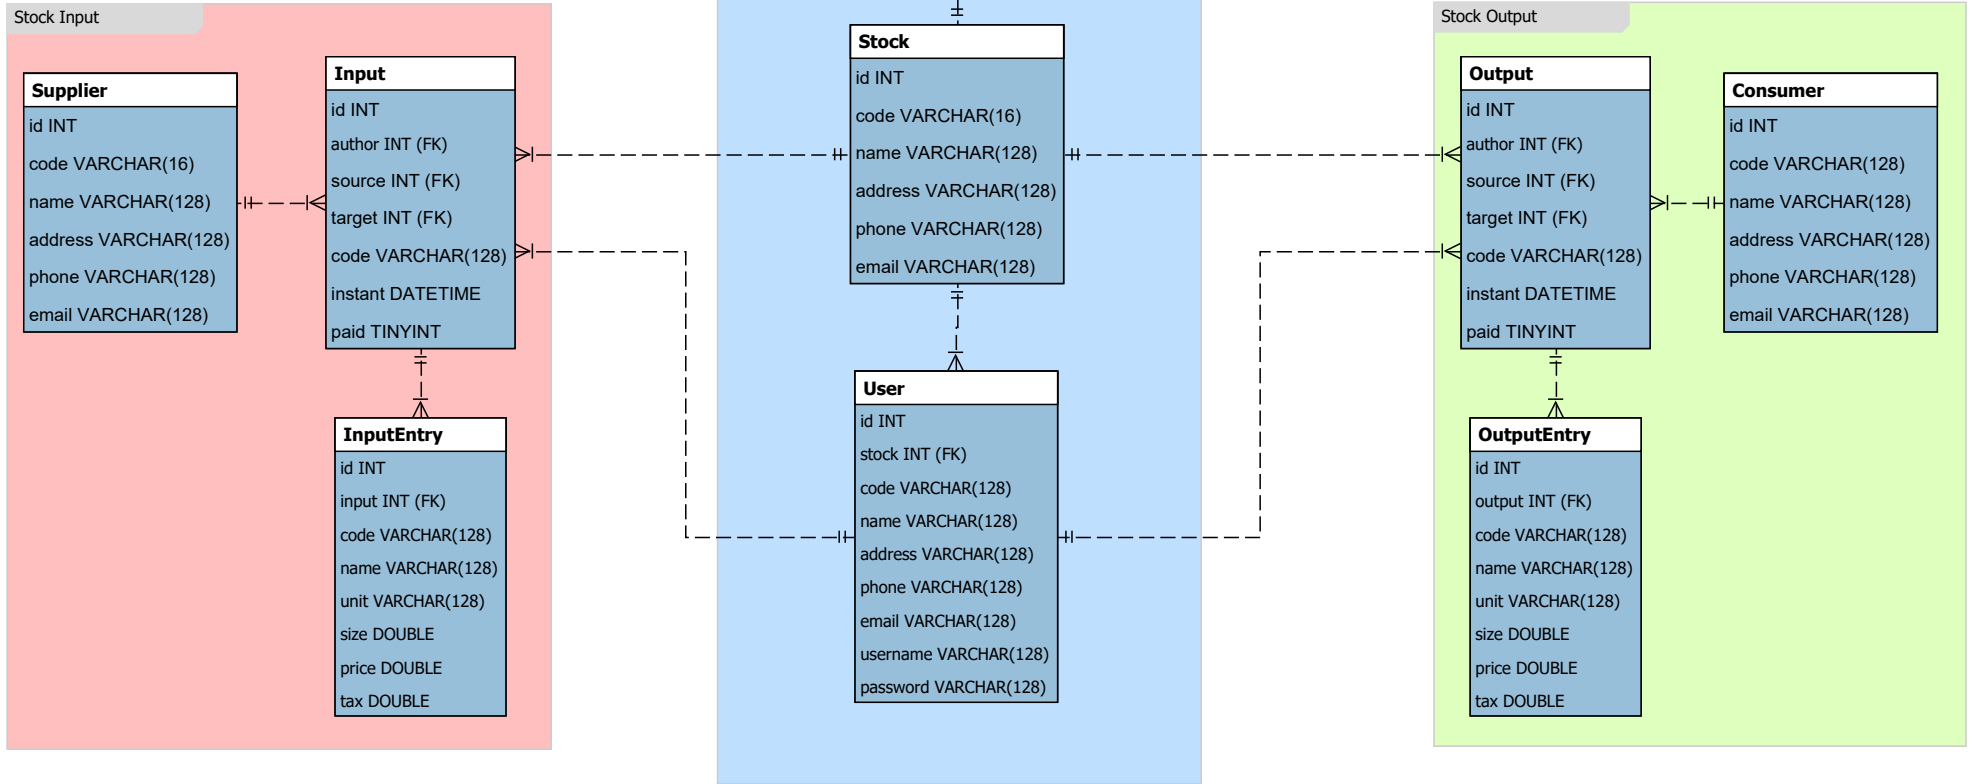 Stock Input
Supplier
id INT
code VARCHAR(16)
name VARCHAR(128)
address VARCHAR(128)
phone VARCHAR(128)
email VARCHAR(128)
Input
id INT
author INT (FK)
source INT (FK)
target INT (FK)
code VARCHAR(128)
instant DATETIME
paid TINYINT
InputEntry
id INT
input INT (FK)
code VARCHAR(128)
name VARCHAR(128)
unit VARCHAR(128)
size DOUBLE
price DOUBLE
tax DOUBLE
Stock
id INT
code VARCHAR(16)
name VARCHAR(128)
address VARCHAR(128)
phone VARCHAR(128)
email VARCHAR(128)
User
id INT
stock INT (FK)
code VARCHAR(128)
name VARCHAR(128)
address VARCHAR(128)
phone VARCHAR(128)
email VARCHAR(128)
username VARCHAR(128)
password VARCHAR(128)
Stock Output
Output
id INT
author INT (FK)
source INT (FK)
target INT (FK)
code VARCHAR(128)
instant DATETIME
paid TINYINT
Consumer
id INT
code VARCHAR(128)
name VARCHAR(128)
address VARCHAR(128)
phone VARCHAR(128)
email VARCHAR(128)
OutputEntry
id INT
output INT (FK)
code VARCHAR(128)
name VARCHAR(128)
unit VARCHAR(128)
size DOUBLE
price DOUBLE
tax DOUBLE